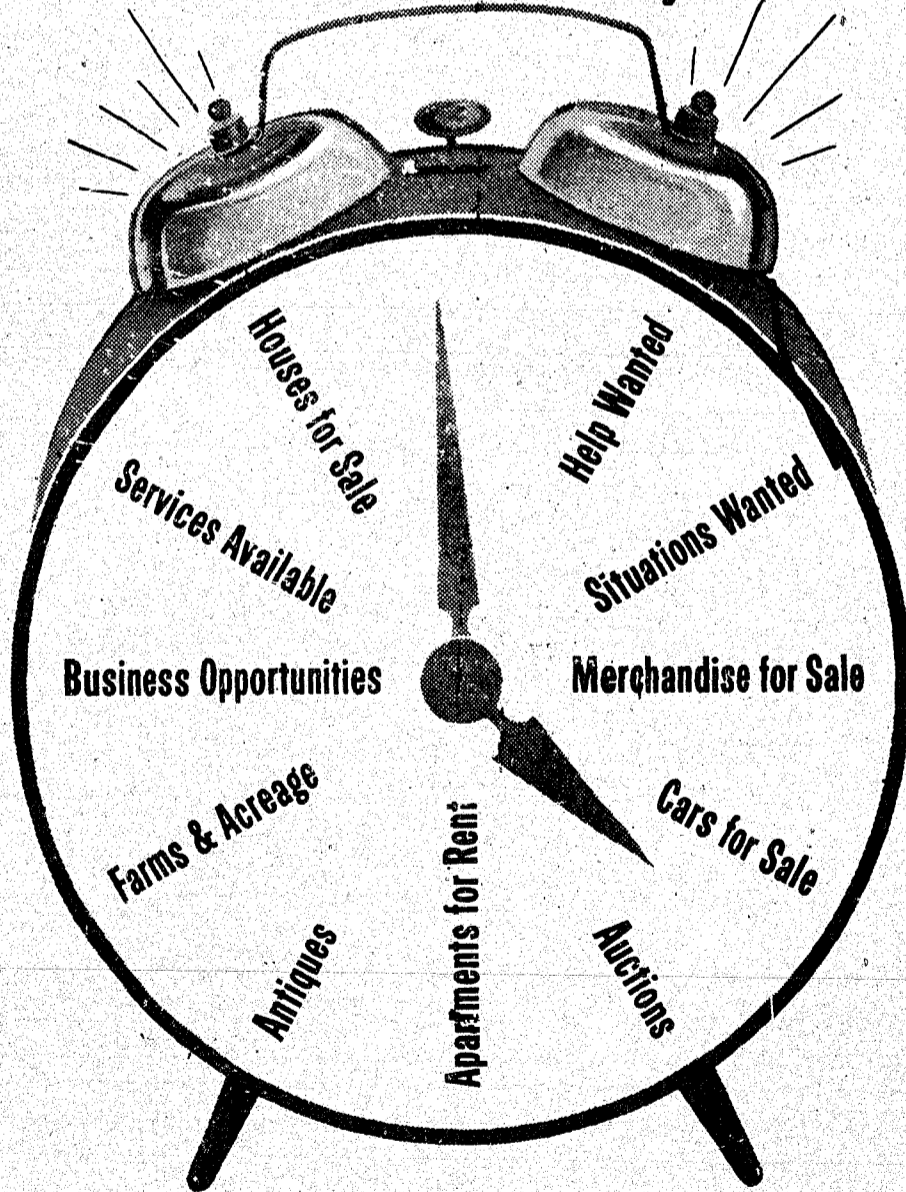 Help Wanted
Situations Wanted
Merchandise for Sale
Cars for Sale
Auctions
Apartments for Rent
Antiques
Farms & Acreage
Business Opportunities
Services Available
Houses for Sale